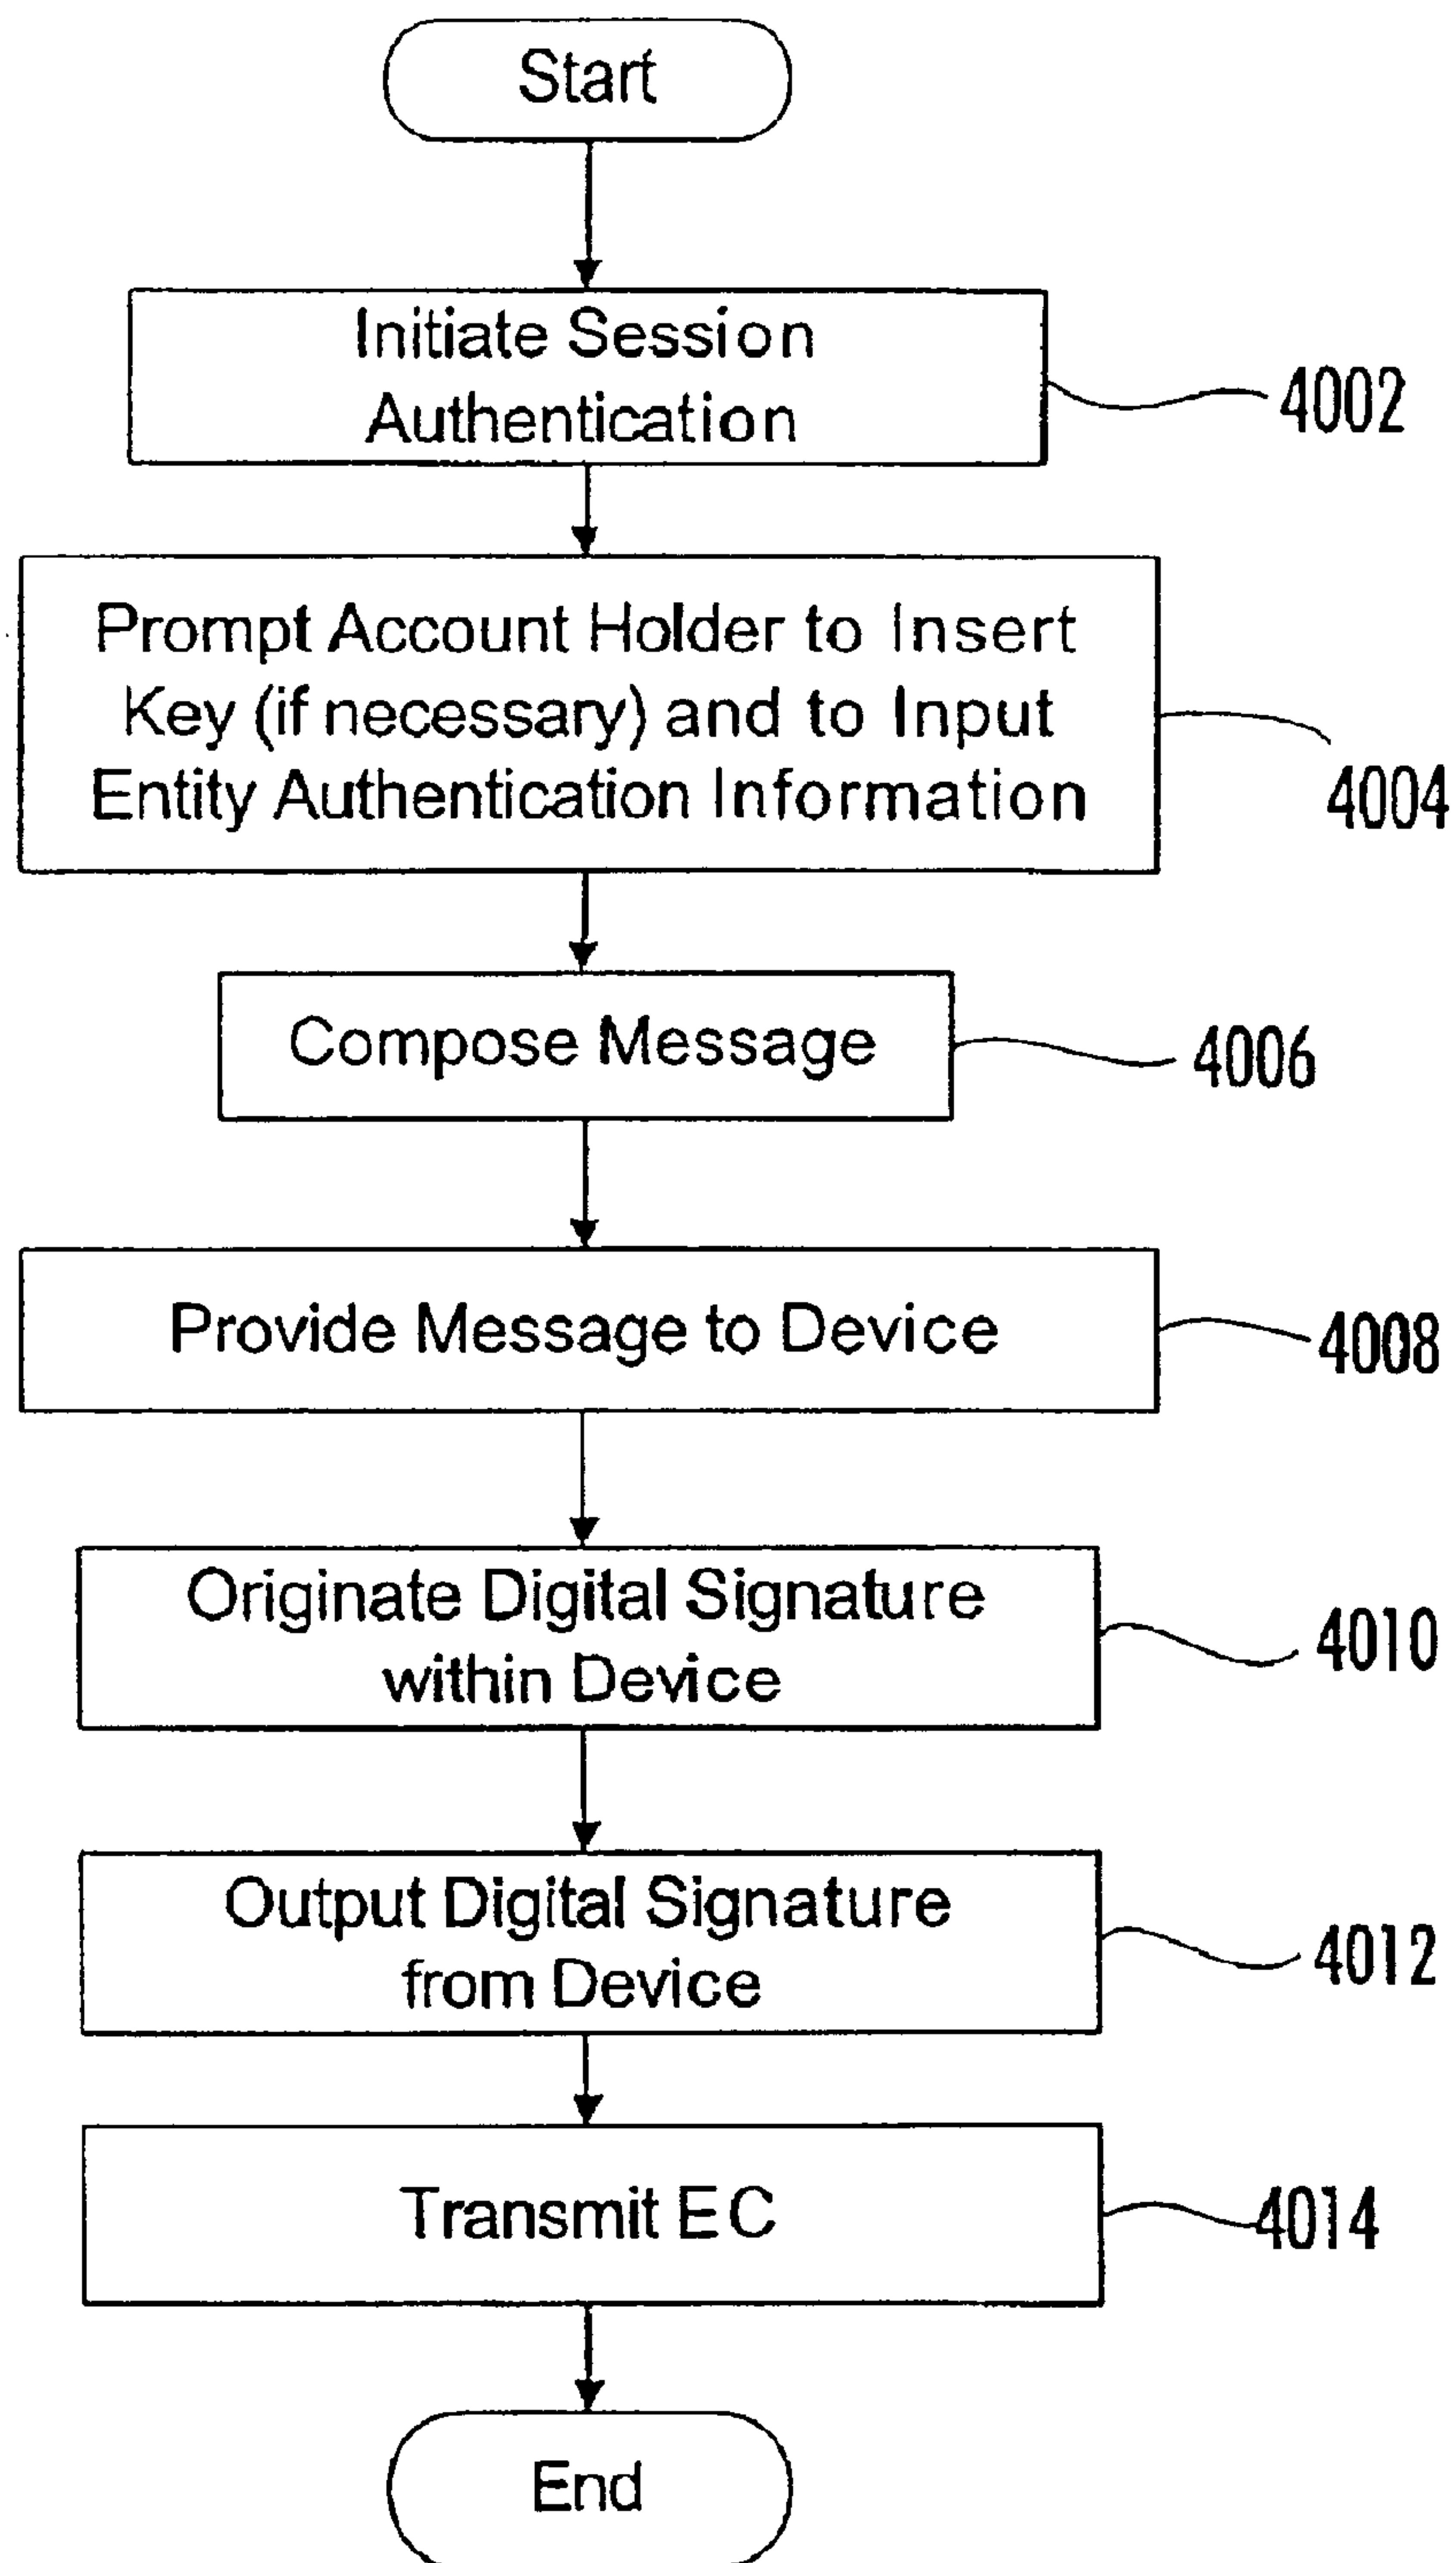 Start
Initiate Session
Authentication
4002
Prompt Account Holder to Insert
Key (if necessary) and to Input
Entity Authentication Information
4004
Compose Message
4006
Provide Message to Device
4008
Originate Digital Signature
within Device
4010
Output Digital Signature
from Device
4012
Transmit EC
4014
End